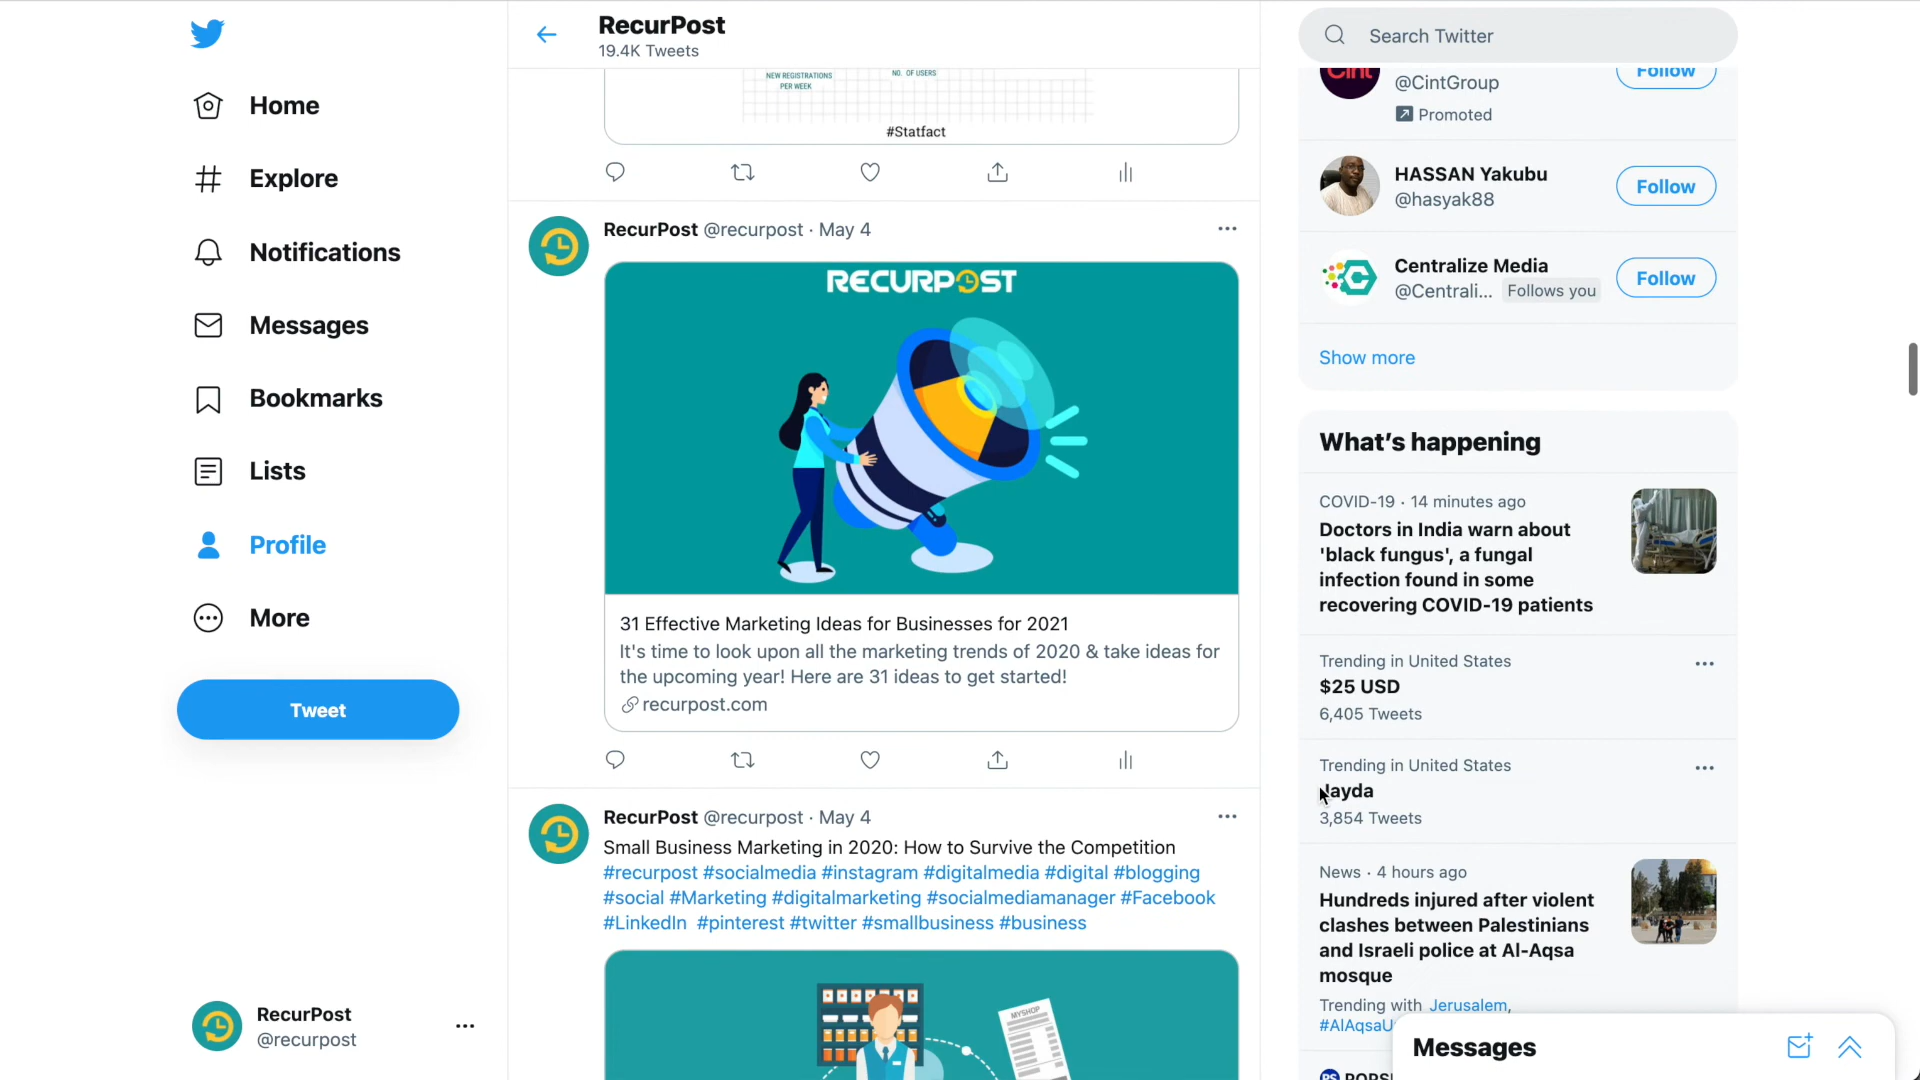 Home
Explore
Notifications
Messages
Bookmarks
Lists
Profile
More
Tweet
RecurPost
@recurpost
RecurPost
19.4K Tweets
NEW REGISTRATIONS
PER WEEK
NO. OF USERS
#Statfact
RecurPost @recurpost · May 4
RECURPOST
31 Effective Marketing Ideas for Businesses for 2021
It's time to look upon all the marketing trends of 2020 & take ideas for
the upcoming year! Here are 31 ideas to get started!
recurpost.com
RecurPost @recurpost · May 4
Small Business Marketing in 2020: How to Survive the Competition
#recurpost #socialmedia #instagram #digitalmedia #digital #blogging
#social #Marketing #digitalmarketing #socialmediamanager #Facebook
#LinkedIn #pinterest #twitter #smallbusiness #business
MYSHOP
Search Twitter
Cint
@CintGroup
Follow
Promoted
HASSAN Yakubu
@hasyak88
Follow
Centralize Media
@Centrali... Follows you
Follow
Show more
What's happening
COVID-19 · 14 minutes ago
Doctors in India warn about
'black fungus', a fungal
infection found in some
recovering COVID-19 patients
Trending in United States
$25 USD
6,405 Tweets
Trending in United States
Jayda
3,854 Tweets
News · 4 hours ago
Hundreds injured after violent
clashes between Palestinians
and Israeli police at Al-Aqsa
mosque
Trending with Jerusalem,
Messages